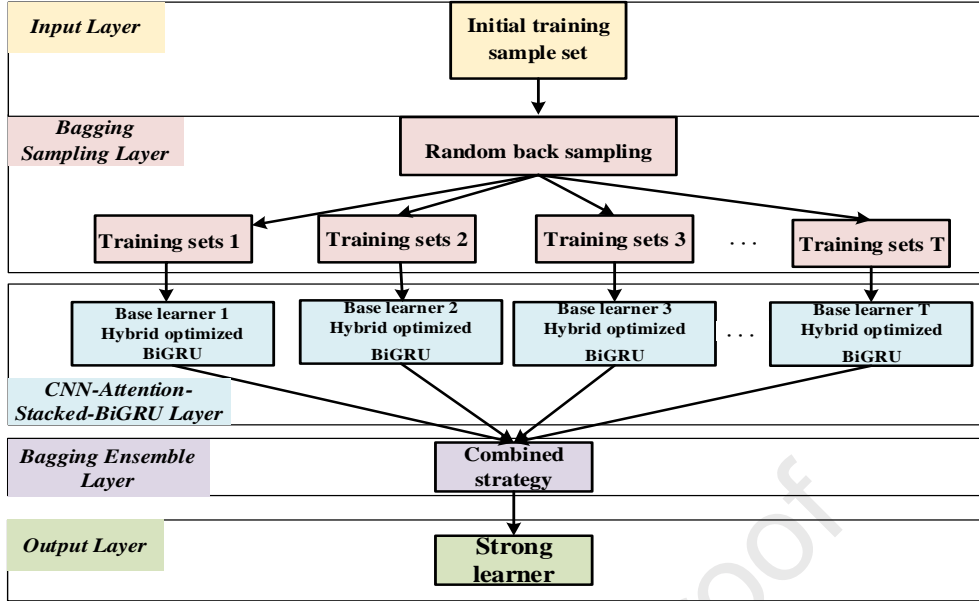 Input Layer
Initial training
sample set
Bagging
Sampling Layer
Random back sampling
Training sets 1
Training sets 2
Training sets 3
. . .
Training sets T
Base learner 1
Hybrid optimized
BiGRU
Base learner 2
Hybrid optimized
BiGRU
Base learner 3
Hybrid optimized
BiGRU
. . .
Base learner T
Hybrid optimized
BiGRU
CNN-Attention-
Stacked-BiGRU Layer
Bagging Ensemble
Layer
Combined
strategy
Output Layer
Strong
learner